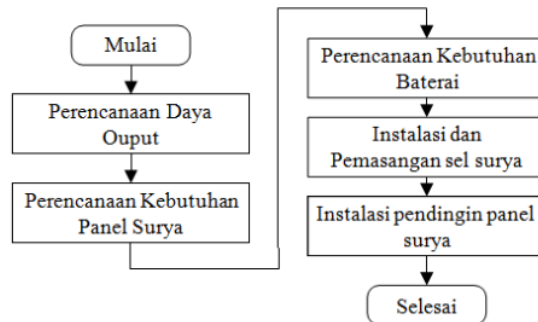 Mulai
Perencanaan Daya
Ouput
Perencanaan Kebutuhan
Panel Surya
Perencanaan Kebutuhan
Baterai
Instalasi dan
Pemasangan sel surya
Instalasi pendingin panel
surya
Selesai